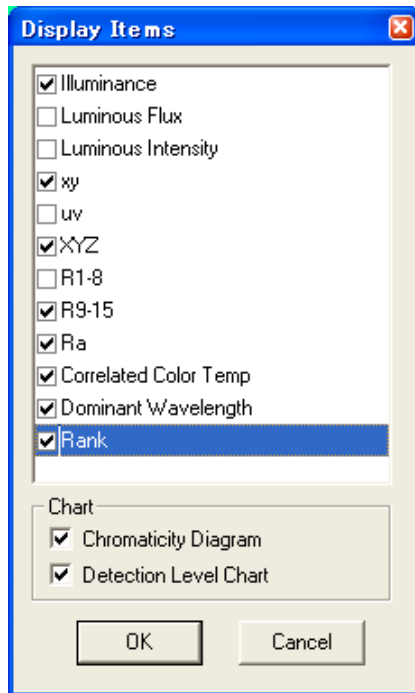 Display Items
Illuminance
Luminous Flux
Luminous Intensity
xy
uv
XYZ
R1-8
R9-15
Ra
Correlated Color Temp
Dominant Wavelength
Rank
Chart
Chromaticity Diagram
Detection Level Chart
OK
Cancel